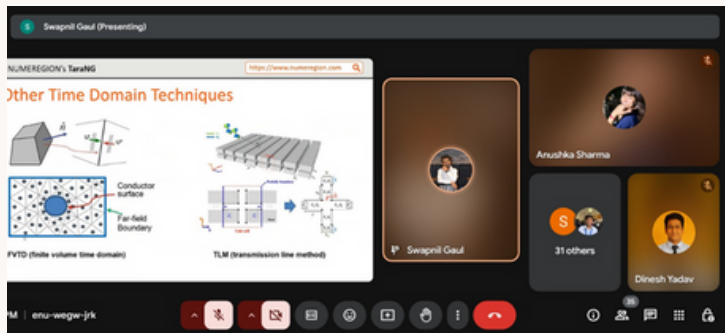 S Swapnil Gaul (Presenting)
NUMEREGION's TaraNG
https://www.numeregion.com
Other Time Domain Techniques
Conductor
surface
Far-field
Boundary
FVTD (finite volume time domain)
TLM (transmission line method)
Swapnil Gaul
Anushka Sharma
S
31 others
Dinesh Yadav
PM | enu-wegw-jrk
35